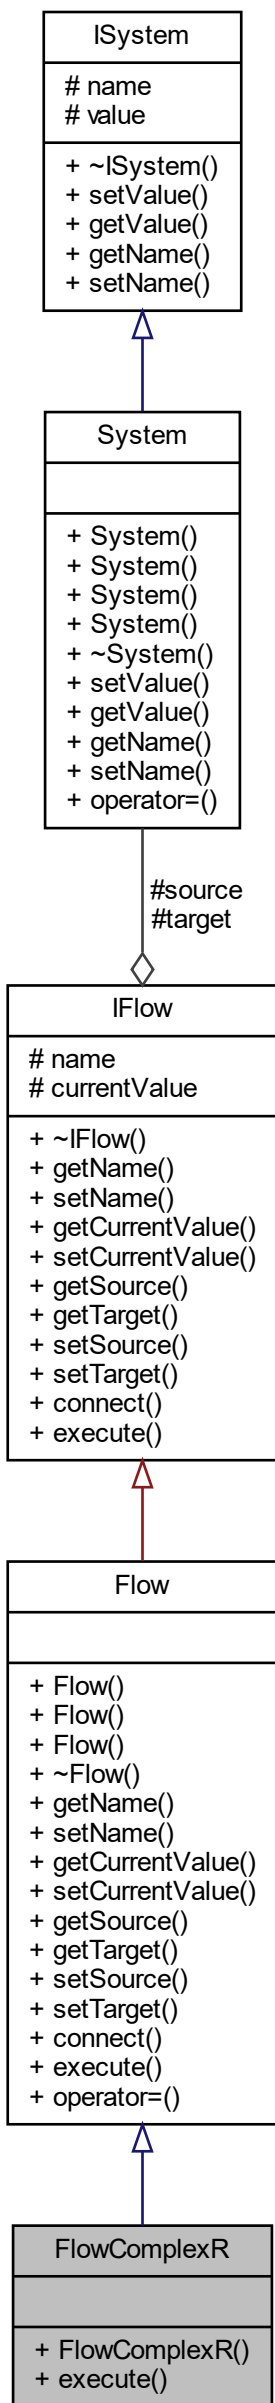 ISystem
# name
# value
+ ~ISystem()
+ setValue()
+ getValue()
+ getName()
+ setName()
System
+ System()
+ System()
+ System()
+ System()
+ ~System()
+ setValue()
+ getValue()
+ getName()
+ setName()
+ operator=()
#source
#target
IFlow
# name
# currentValue
+ ~IFlow()
+ getName()
+ setName()
+ getCurrentValue()
+ setCurrentValue()
+ getSource()
+ getTarget()
+ setSource()
+ setTarget()
+ connect()
+ execute()
Flow
+ Flow()
+ Flow()
+ Flow()
+ ~Flow()
+ getName()
+ setName()
+ getCurrentValue()
+ setCurrentValue()
+ getSource()
+ getTarget()
+ setSource()
+ setTarget()
+ connect()
+ execute()
+ operator=()
FlowComplexR
+ FlowComplexR()
+ execute()